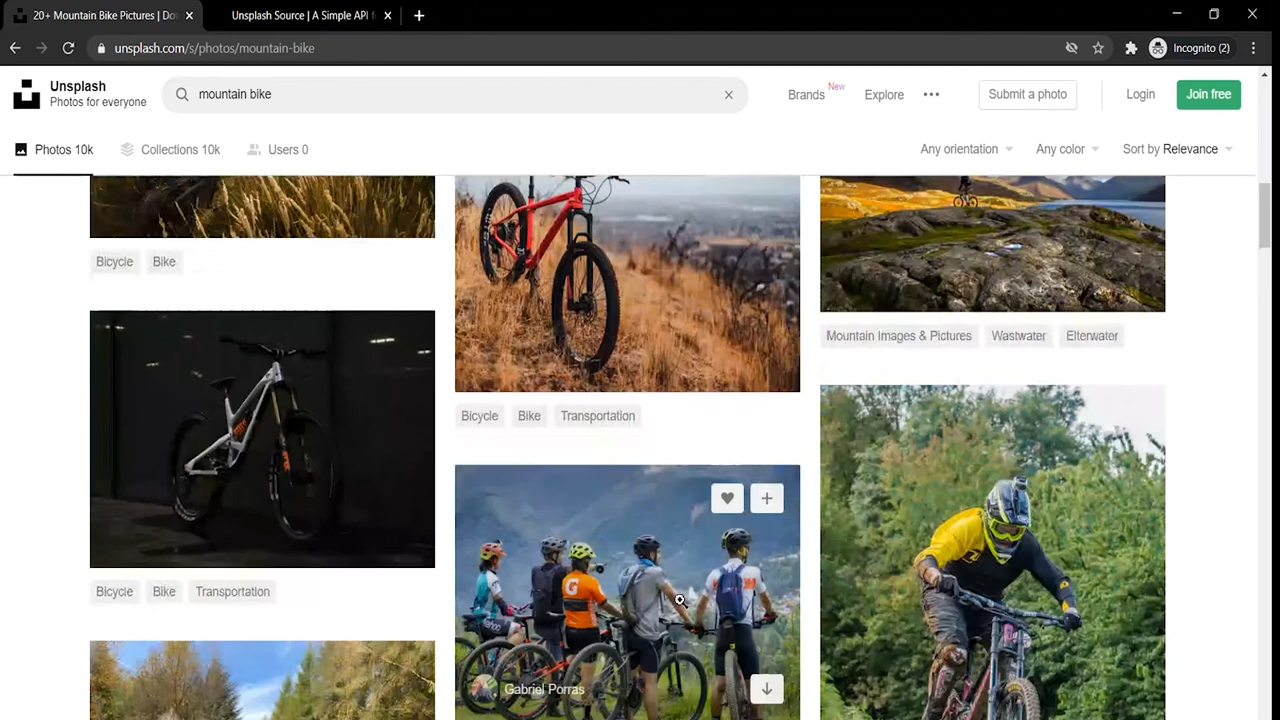 20+ Mountain Bike Pictures | Do
Unsplash Source | A Simple API f
unsplash.com/s/photos/mountain-bike
Incognito (2)
Unsplash
Photos for everyone
mountain bike
Brands New
Explore
Submit a photo
Login
Join free
Photos 10k
Collections 10k
Users 0
Any orientation
Any color
Sort by Relevance
Bicycle
Bike
Mountain Images & Pictures
Wastwater
Elterwater
Bicycle
Bike
Transportation
G
Bicycle
Bike
Transportation
Gabriel Porras